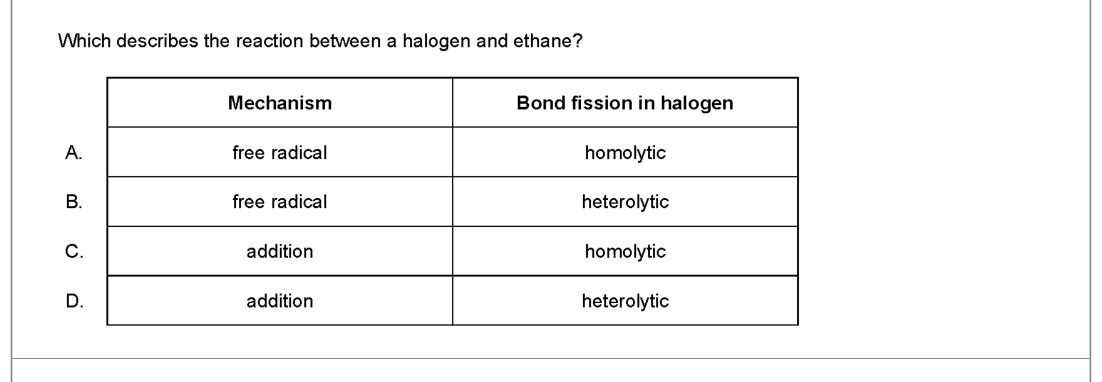 Which describes the reaction between a halogen and ethane?
Mechanism Bond fission in halogen
A. free radical homolytic
B. free radical heterolytic
C. addition homolytic
D. addition heterolytic